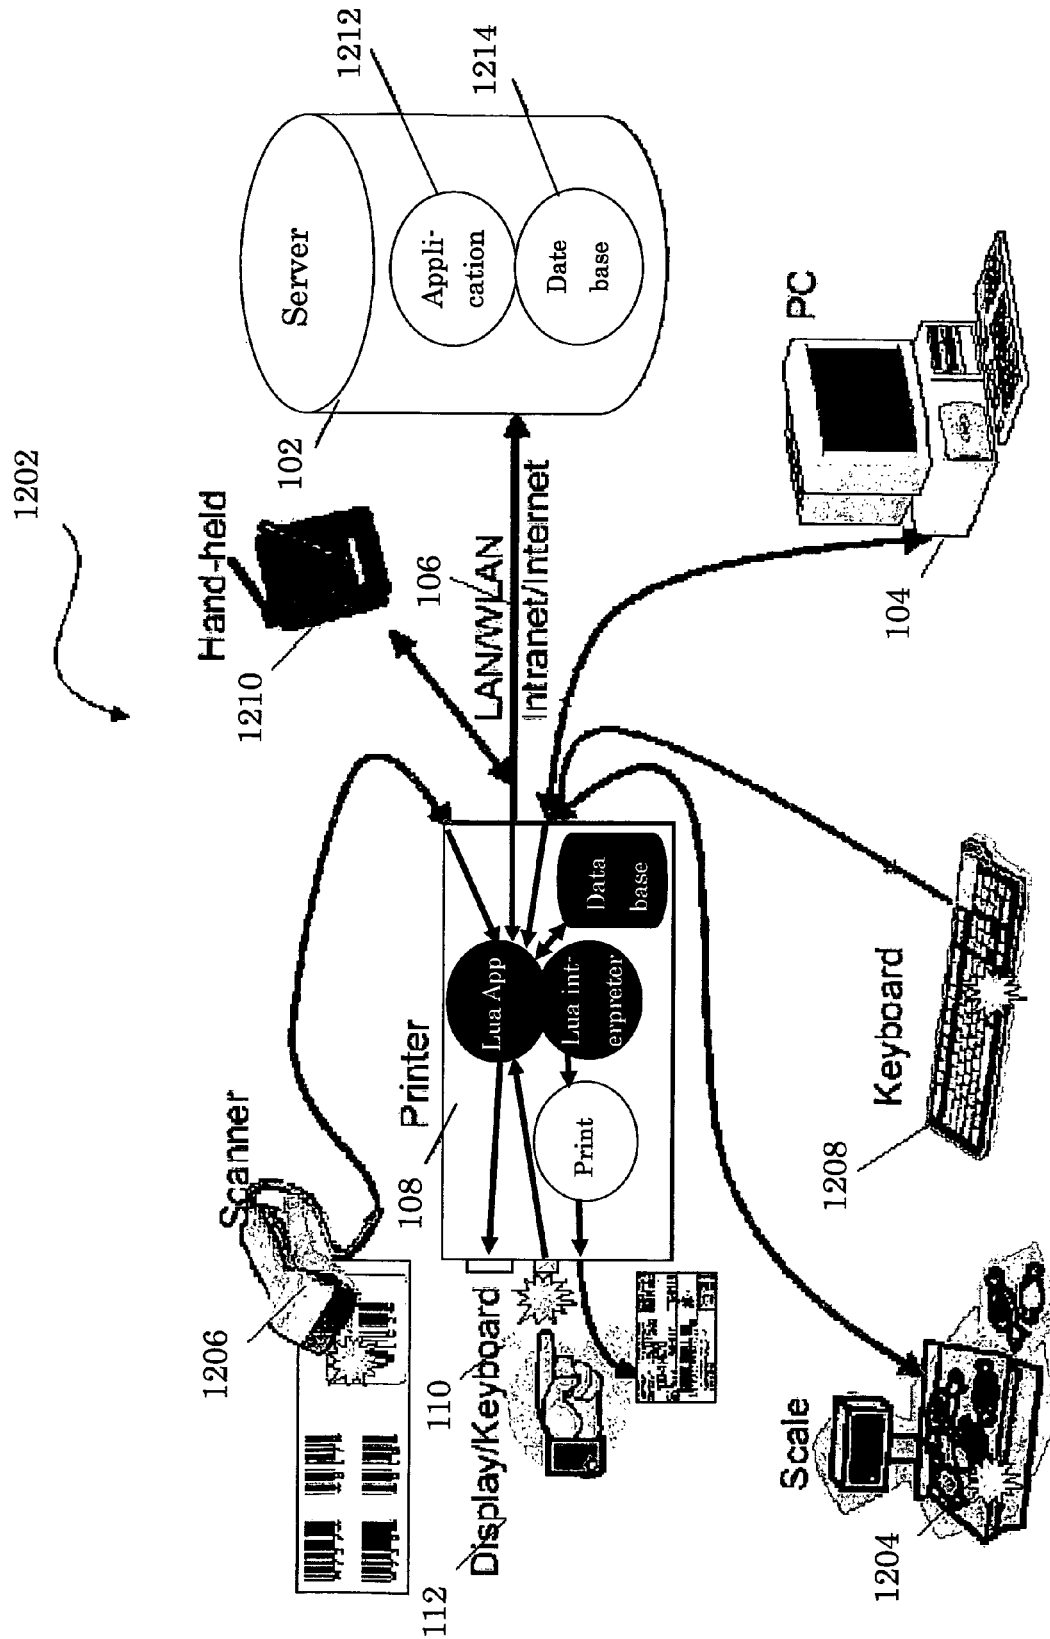 1202
Hand-held
1210
Server
1212
Appli-
cation
1214
Date
base
102
106
LAN/WLAN
Intranet/Internet
PC
104
Scanner
1206
Printer
108
Lua App
Lua int-
erpreter
Data
base
Print
110
Display/Keyboard
112
Scale
1204
Keyboard
1208